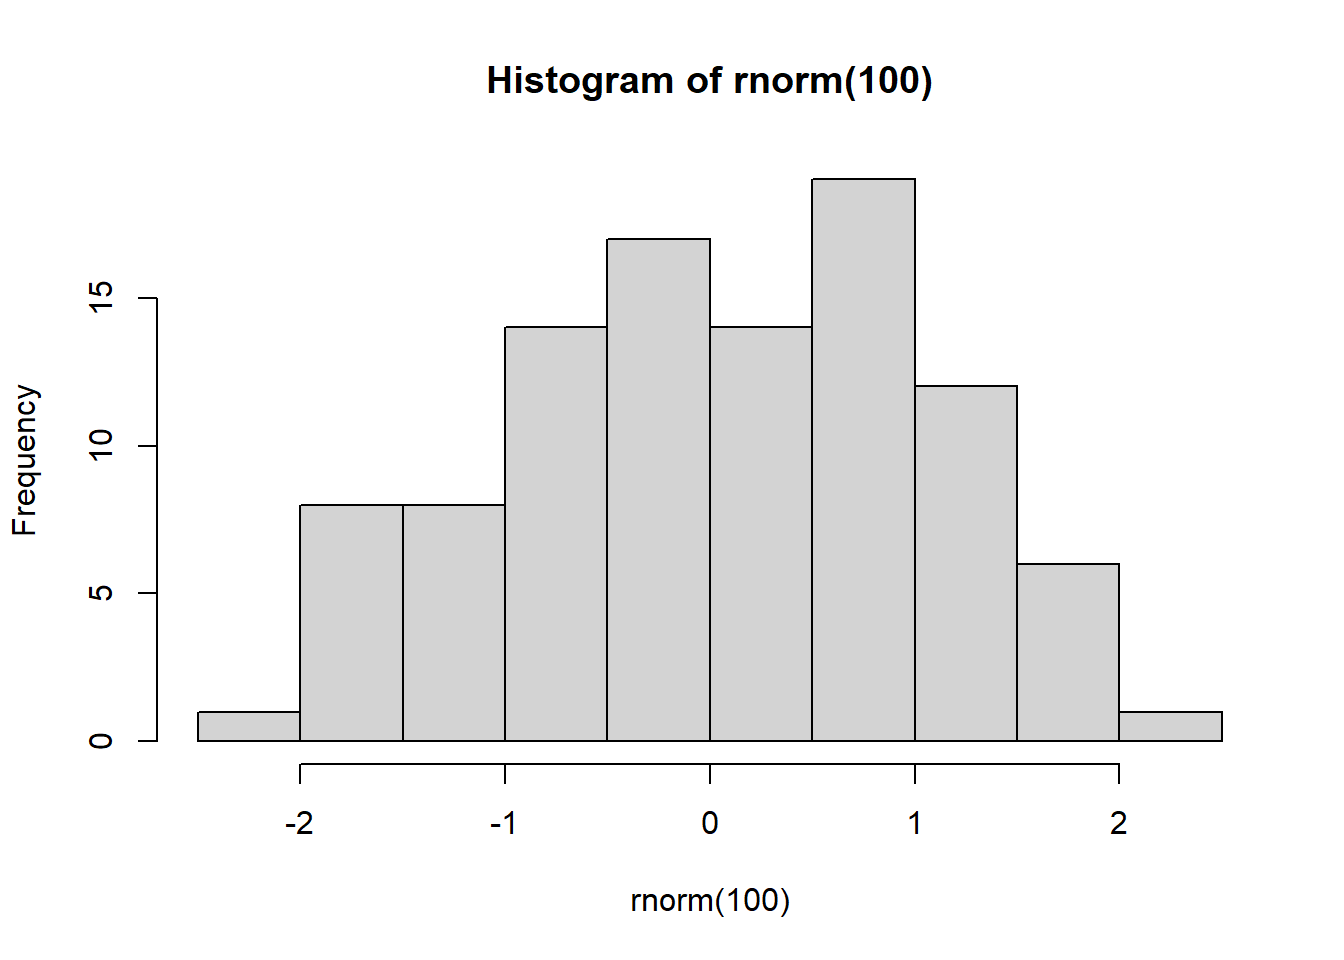 Histogram of rnorm(100)
Frequency
15
10
5
0
-2 -1 0 1 2
rnorm(100)